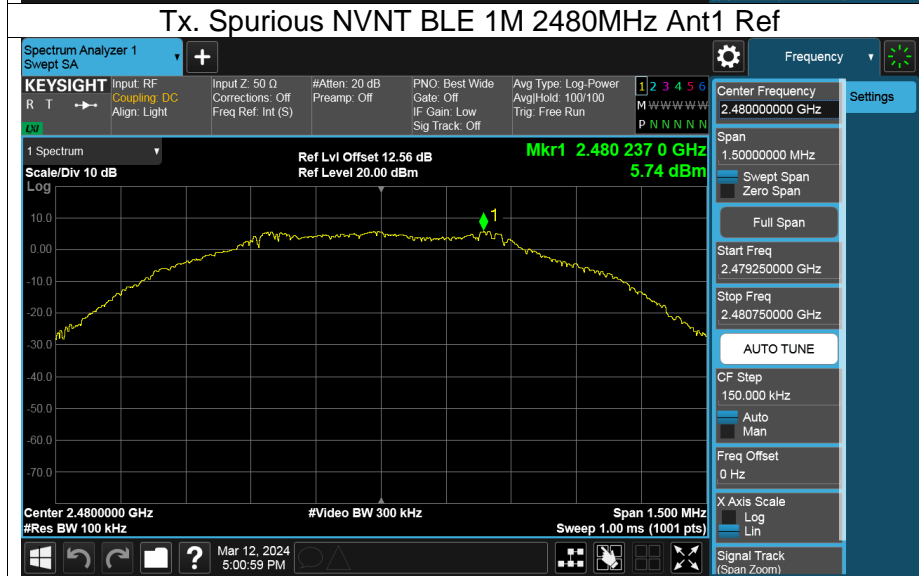 Tx. Spurious NVNT BLE 1M 2480MHz Ant1 Ref
Spectrum Analyzer 1
Swept SA
+
Frequency
KEYSIGHT
R T
LXI
Input: RF
Coupling: DC
Align: Light
Input Z: 50 Ω
Corrections: Off
Freq Ref: Int (S)
#Atten: 20 dB
Preamp: Off
PNO: Best Wide
Gate: Off
IF Gain: Low
Sig Track: Off
Avg Type: Log-Power
Avg|Hold: 100/100
Trig: Free Run
1 2 3 4 5 6
M W W W W W
P N N N N N
1 Spectrum
Scale/Div 10 dB
Log
Ref Lvl Offset 12.56 dB
Ref Level 20.00 dBm
Mkr1 2.480 237 0 GHz
5.74 dBm
1
10.0
0.00
-10.0
-20.0
-30.0
-40.0
-50.0
-60.0
-70.0
Center 2.4800000 GHz
#Res BW 100 kHz
#Video BW 300 kHz
Span 1.500 MHz
Sweep 1.00 ms (1001 pts)
?
Mar 12, 2024
5:00:59 PM
Center Frequency
2.480000000 GHz
Settings
Span
1.50000000 MHz
Swept Span
Zero Span
Full Span
Start Freq
2.479250000 GHz
Stop Freq
2.480750000 GHz
AUTO TUNE
CF Step
150.000 kHz
Auto
Man
Freq Offset
0 Hz
X Axis Scale
Log
Lin
Signal Track
(Span Zoom)